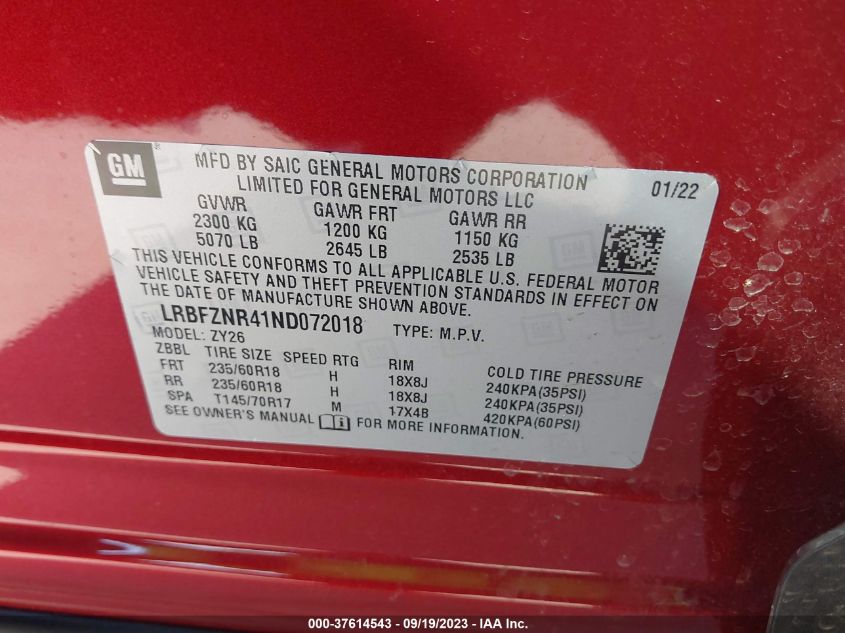 GM
MFD BY SAIC GENERAL MOTORS CORPORATION
LIMITED FOR GENERAL MOTORS LLC
01/22
GVWR GAWR FRT GAWR RR
2300 KG 1200 KG 1150 KG
5070 LB 2645 LB 2535 LB
THIS VEHICLE CONFORMS TO ALL APPLICABLE U.S. FEDERAL MOTOR
VEHICLE SAFETY AND THEFT PREVENTION STANDARDS IN EFFECT ON
THE DATE OF MANUFACTURE SHOWN ABOVE.
LRBFZNR41ND072018 TYPE: M.P.V.
MODEL: ZY26
ZBBL TIRE SIZE SPEED RTG RIM COLD TIRE PRESSURE
FRT 235/60R18 H 18X8J 240KPA(35PSI)
RR 235/60R18 H 18X8J 240KPA(35PSI)
SPA T145/70R17 M 17X4B 420KPA(60PSI)
SEE OWNER'S MANUAL FOR MORE INFORMATION.
000-37614543 - 09/19/2023 - IAA Inc.